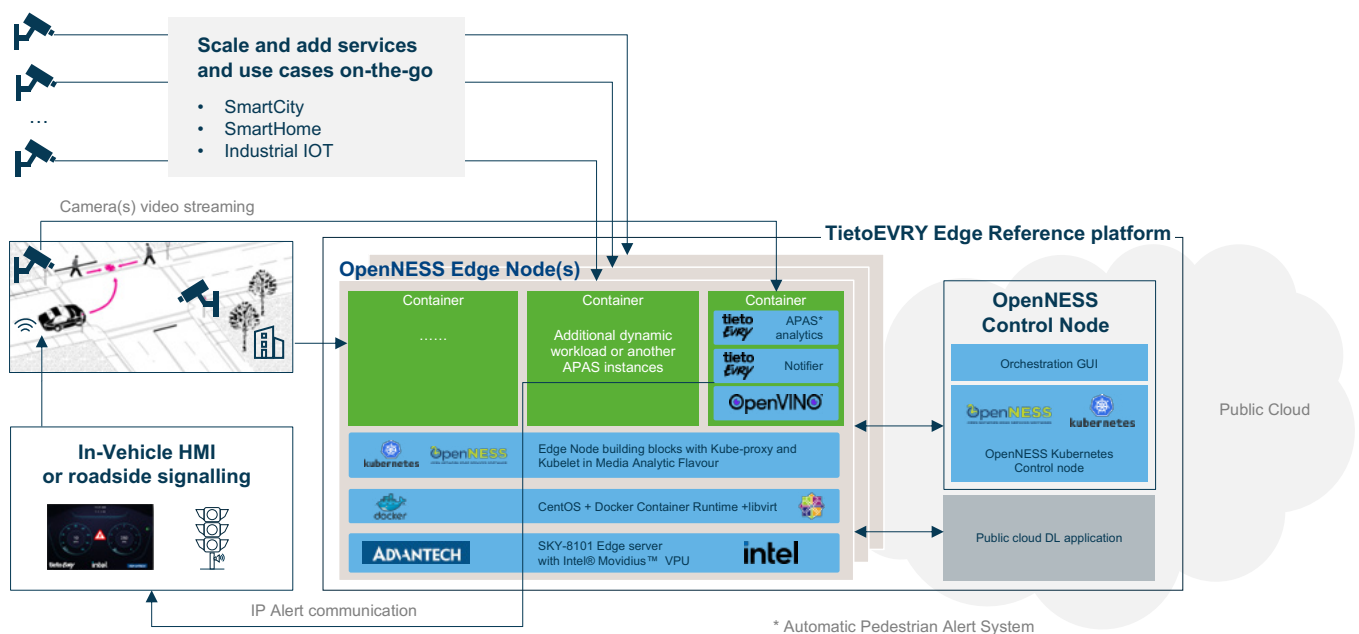 Scale and add services
and use cases on-the-go
• SmartCity
• SmartHome
• Industrial IOT
…
Camera(s) video streaming
TietoEVRY Edge Reference platform
OpenNESS Edge Node(s)
Container
……
Container
Additional dynamic
workload or another
APAS instances
Container
tieto
Evry
APAS*
analytics
tieto
Evry
Notifier
OpenVINO
kubernetes
OpenNESS
Edge Node building blocks with Kube-proxy and
Kubelet in Media Analytic Flavour
docker
CentOS + Docker Container Runtime +libvirt
ADVANTECH
SKY-8101 Edge server
with Intel® Movidius™ VPU
intel
OpenNESS
Control Node
Orchestration GUI
OpenNESS
kubernetes
OpenNESS Kubernetes
Control node
Public cloud DL application
Public Cloud
In-Vehicle HMI
or roadside signalling
tieto Evry
intel
IP Alert communication
* Automatic Pedestrian Alert System